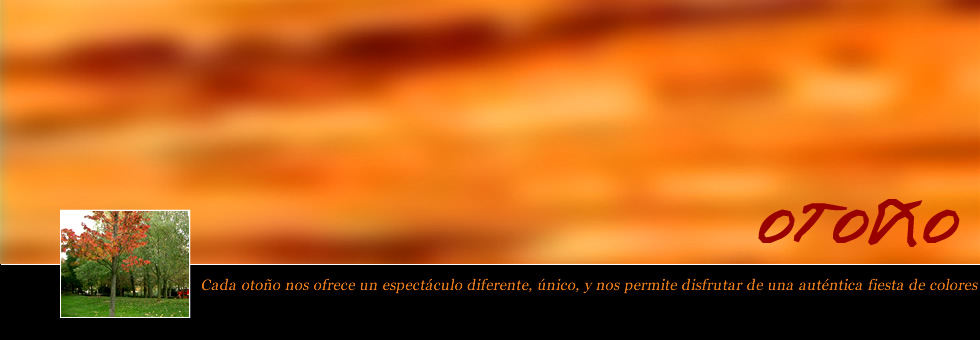 OTOÑO
Cada otoño nos ofrece un espectáculo diferente, único, y nos permite disfrutar de una auténtica fiesta de colores